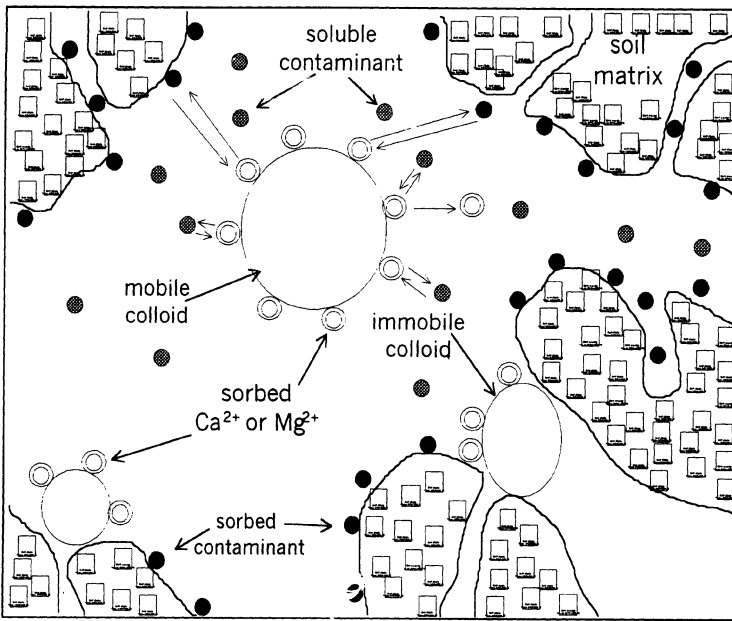 soluble
contaminant
soil
matrix
mobile
colloid
immobile
colloid
sorbed
Ca²⁺ or Mg²⁺
sorbed
contaminant